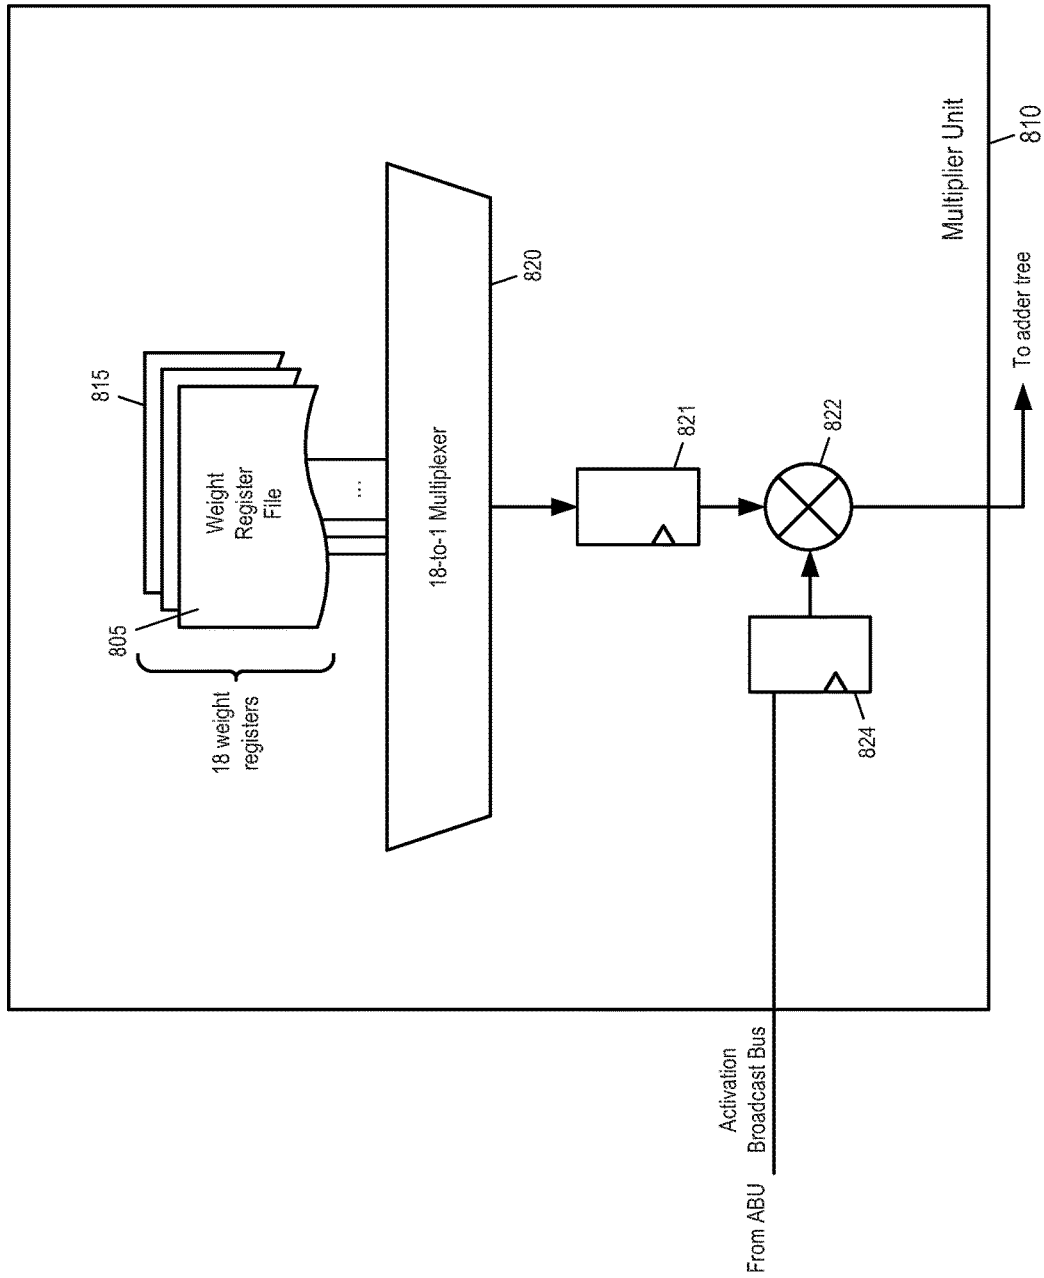 815
805
Weight
Register
File
18 weight
registers
...
18-to-1 Multiplexer
820
821
822
824
Activation
Broadcast Bus
From ABU
Multiplier Unit
810
To adder tree